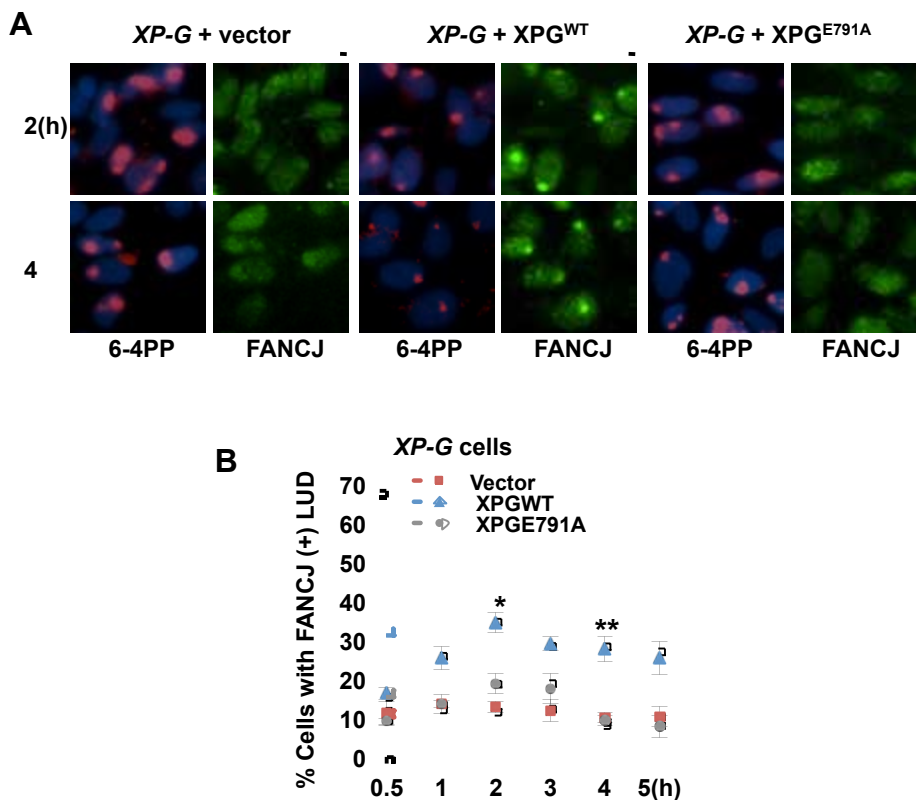 A
XP-G + vector
XP-G + XPGWT
XP-G + XPGE791A
2(h)
4
6-4PP
FANCJ
6-4PP
FANCJ
6-4PP
FANCJ
B
XP-G cells
Vector
XPGWT
XPGE791A
% Cells with FANCJ (+) LUD
70
60
50
40
30
20
10
0
*
**
0.5 1 2 3 4 5(h)